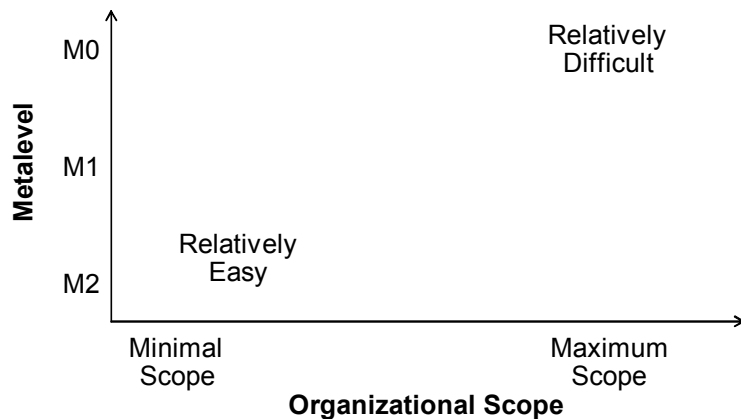 M0
Relatively
Difficult
Metalevel
M1
Relatively
Easy
M2
Minimal
Scope
Maximum
Scope
Organizational Scope